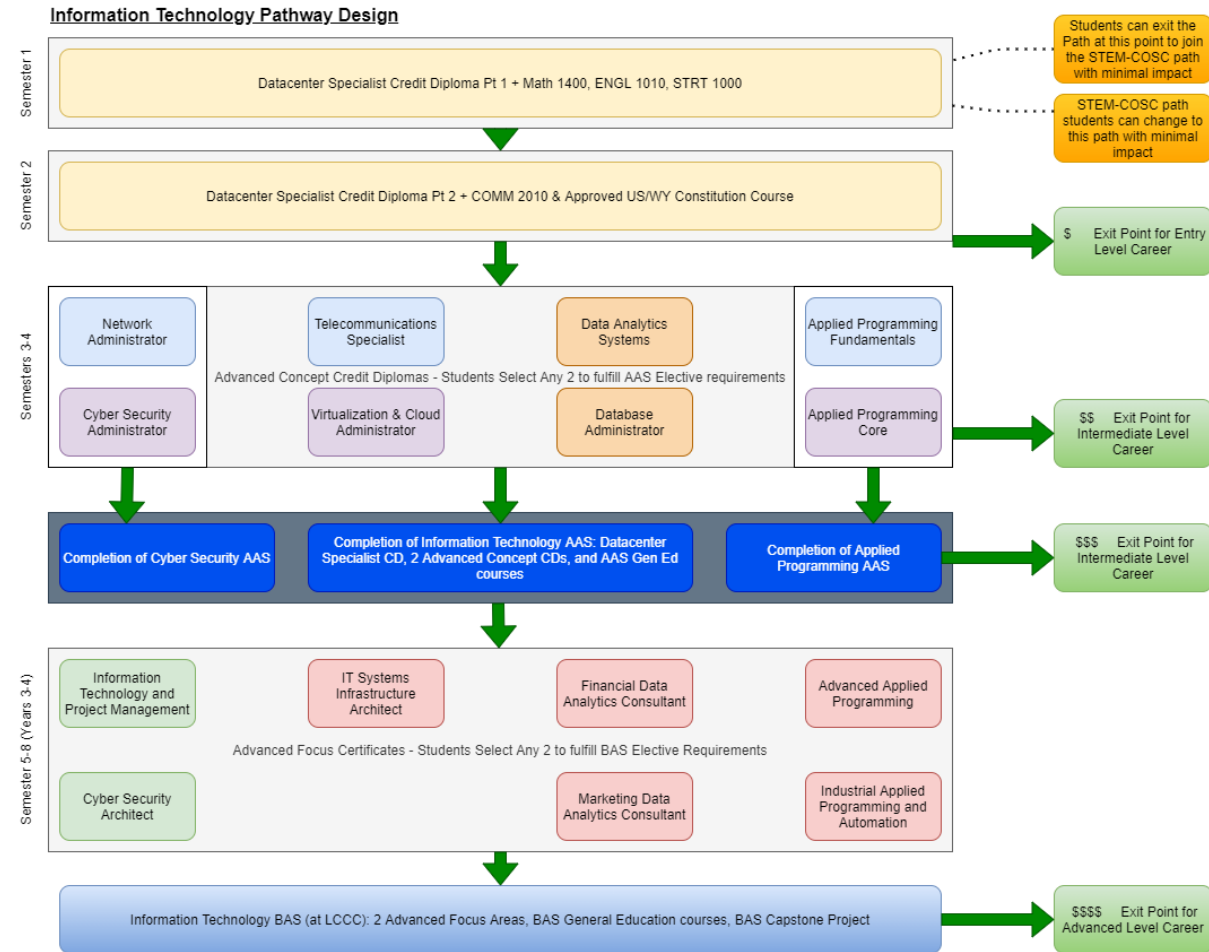 Information Technology Pathway Design
Semester 1
Datacenter Specialist Credit Diploma Pt 1 + Math 1400, ENGL 1010, STRT 1000
Students can exit the
Path at this point to join
the STEM-COSC path
with minimal impact
STEM-COSC path
students can change to
this path with minimal
impact
Semester 2
Datacenter Specialist Credit Diploma Pt 2 + COMM 2010 & Approved US/WY Constitution Course
$ Exit Point for Entry
Level Career
Semesters 3-4
Network
Administrator
Telecommunications
Specialist
Data Analytics
Systems
Applied Programming
Fundamentals
Advanced Concept Credit Diplomas - Students Select Any 2 to fulfill AAS Elective requirements
Cyber Security
Administrator
Virtualization & Cloud
Administrator
Database
Administrator
Applied Programming
Core
$$ Exit Point for
Intermediate Level
Career
Completion of Cyber Security AAS
Completion of Information Technology AAS: Datacenter
Specialist CD, 2 Advanced Concept CDs, and AAS Gen Ed
courses
Completion of Applied
Programming AAS
$$$ Exit Point for
Intermediate Level
Career
Semester 5-8 (Years 3-4)
Information
Technology and
Project Management
IT Systems
Infrastructure
Architect
Financial Data
Analytics Consultant
Advanced Applied
Programming
Advanced Focus Certificates - Students Select Any 2 to fulfill BAS Elective Requirements
Cyber Security
Architect
Marketing Data
Analytics Consultant
Industrial Applied
Programming and
Automation
Information Technology BAS (at LCCC): 2 Advanced Focus Areas, BAS General Education courses, BAS Capstone Project
$$$$ Exit Point for
Advanced Level Career